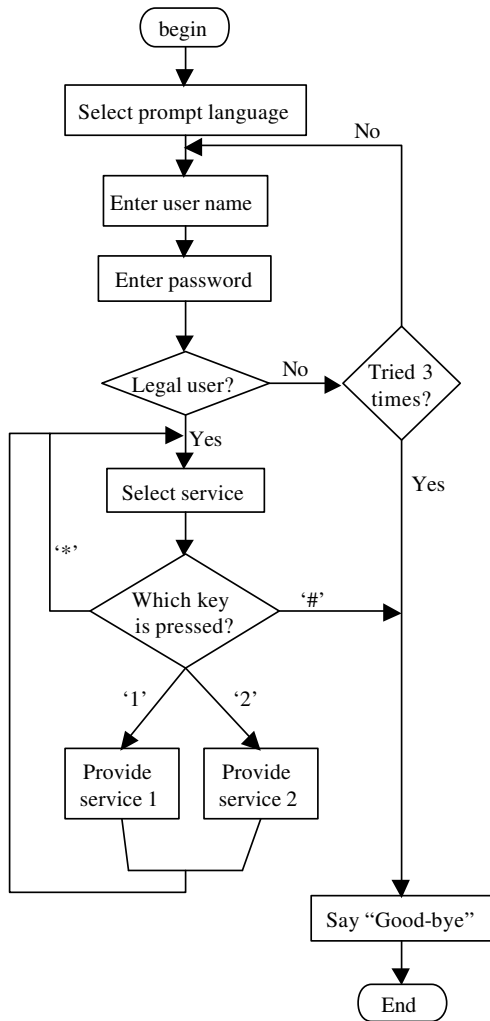 begin
Select prompt language
No
Enter user name
Enter password
Legal user?
No
Tried 3
times?
Yes
Yes
Select service
‘*’
Which key
is pressed?
‘#’
‘1’
‘2’
Provide
service 1
Provide
service 2
Say “Good-bye”
End